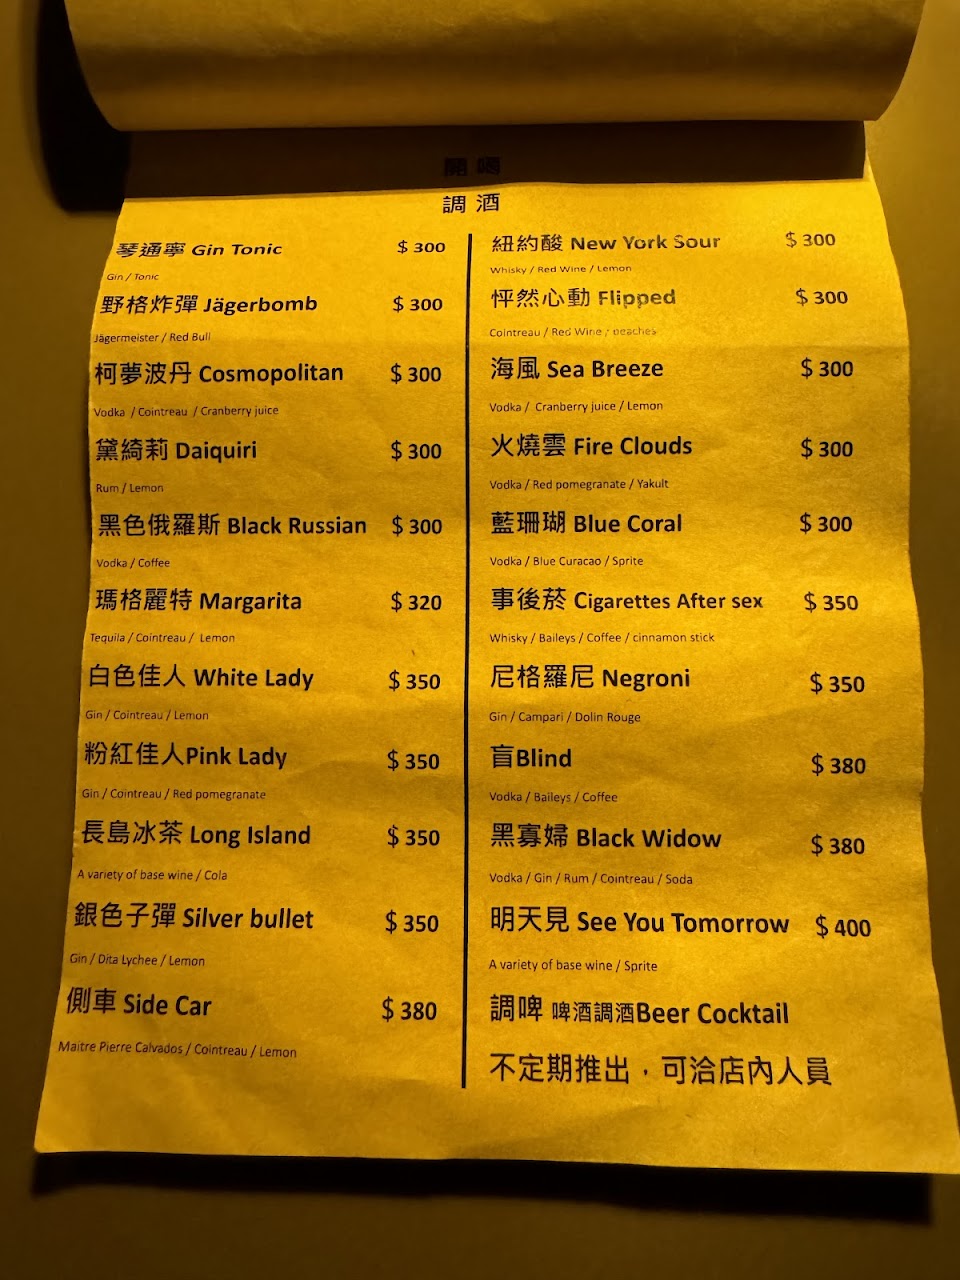 開喝
調酒
琴通寧 Gin Tonic $ 300
Gin / Tonic
野格炸彈 Jägerbomb $ 300
Jägermeister / Red Bull
柯夢波丹 Cosmopolitan $ 300
Vodka / Cointreau / Cranberry juice
黛綺莉 Daiquiri $ 300
Rum / Lemon
黑色俄羅斯 Black Russian $ 300
Vodka / Coffee
瑪格麗特 Margarita $ 320
Tequila / Cointreau / Lemon
白色佳人 White Lady $ 350
Gin / Cointreau / Lemon
粉紅佳人Pink Lady $ 350
Gin / Cointreau / Red pomegranate
長島冰茶 Long Island $ 350
A variety of base wine / Cola
銀色子彈 Silver bullet $ 350
Gin / Dita Lychee / Lemon
側車 Side Car $ 380
Maitre Pierre Calvados / Cointreau / Lemon
紐約酸 New York Sour $ 300
Whisky / Red Wine / Lemon
怦然心動 Flipped $ 300
Cointreau / Red Wine / peaches
海風 Sea Breeze $ 300
Vodka / Cranberry juice / Lemon
火燒雲 Fire Clouds $ 300
Vodka / Red pomegranate / Yakult
藍珊瑚 Blue Coral $ 300
Vodka / Blue Curacao / Sprite
事後菸 Cigarettes After sex $ 350
Whisky / Baileys / Coffee / cinnamon stick
尼格羅尼 Negroni $ 350
Gin / Campari / Dolin Rouge
盲Blind $ 380
Vodka / Baileys / Coffee
黑寡婦 Black Widow $ 380
Vodka / Gin / Rum / Cointreau / Soda
明天見 See You Tomorrow $ 400
A variety of base wine / Sprite
調啤 啤酒調酒Beer Cocktail
不定期推出，可洽店內人員